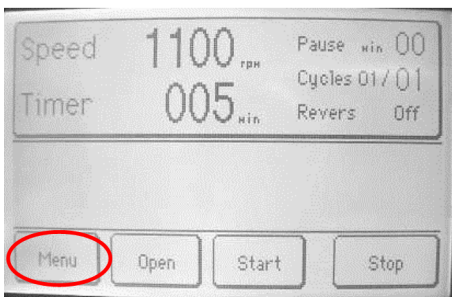 Speed 1100 rpm Pause min 00
Cycles 01/01
Timer 005 min Revers Off
Menu Open Start Stop